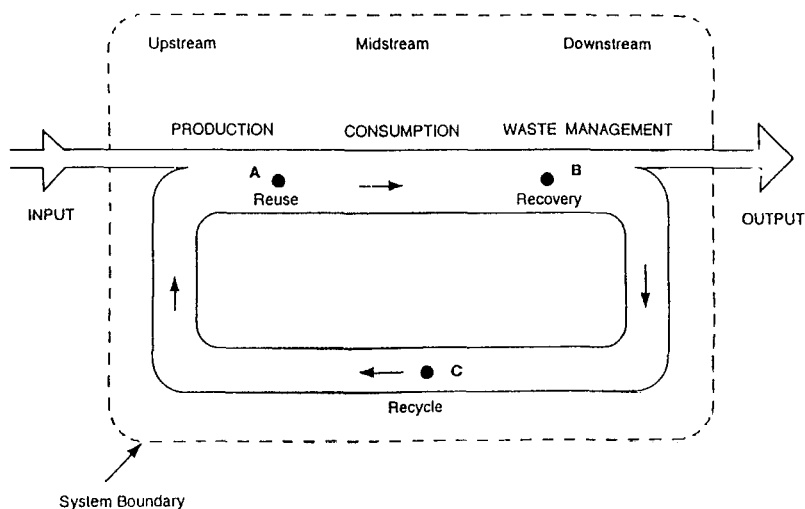 Upstream Midstream Downstream
PRODUCTION CONSUMPTION WASTE MANAGEMENT
A B
Reuse Recovery
INPUT OUTPUT
C
Recycle
System Boundary